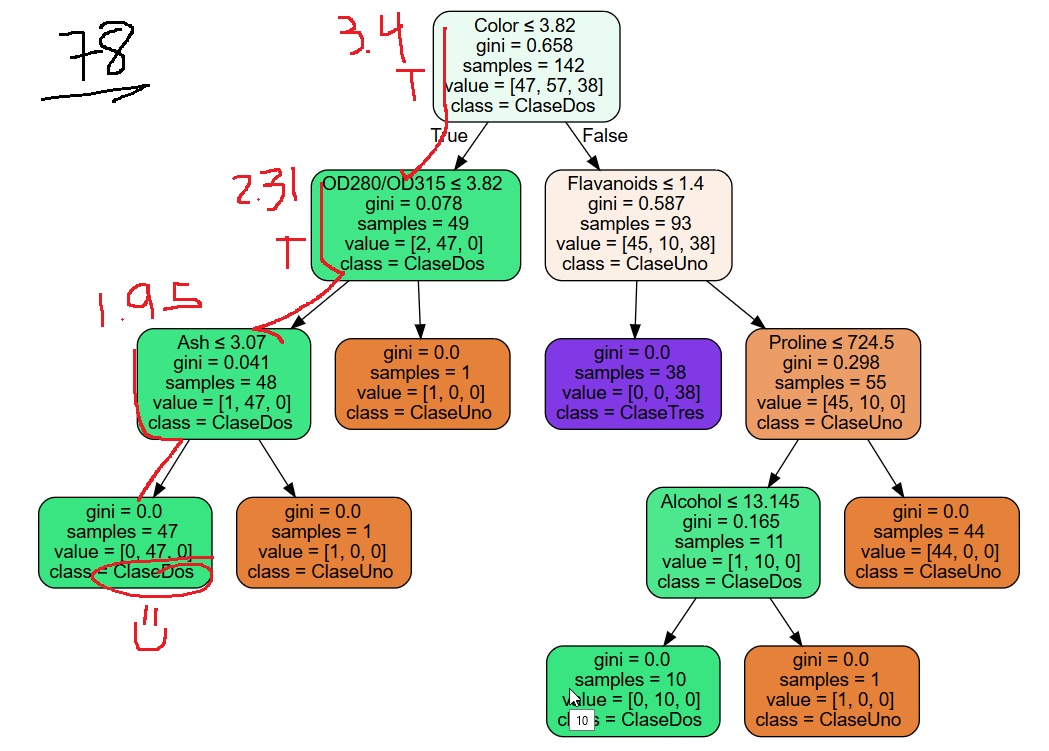 78
3.4
T
Color ≤ 3.82
gini = 0.658
samples = 142
value = [47, 57, 38]
class = ClaseDos
True
False
2.31
T
OD280/OD315 ≤ 3.82
gini = 0.078
samples = 49
value = [2, 47, 0]
class = ClaseDos
Flavanoids ≤ 1.4
gini = 0.587
samples = 93
value = [45, 10, 38]
class = ClaseUno
1.95
Ash ≤ 3.07
gini = 0.041
samples = 48
value = [1, 47, 0]
class = ClaseDos
gini = 0.0
samples = 1
value = [1, 0, 0]
class = ClaseUno
gini = 0.0
samples = 38
value = [0, 0, 38]
class = ClaseTres
Proline ≤ 724.5
gini = 0.298
samples = 55
value = [45, 10, 0]
class = ClaseUno
gini = 0.0
samples = 47
value = [0, 47, 0]
class = ClaseDos
gini = 0.0
samples = 1
value = [1, 0, 0]
class = ClaseUno
Alcohol ≤ 13.145
gini = 0.165
samples = 11
value = [1, 10, 0]
class = ClaseDos
gini = 0.0
samples = 44
value = [44, 0, 0]
class = ClaseUno
gini = 0.0
samples = 10
value = [0, 10, 0]
class = ClaseDos
10
gini = 0.0
samples = 1
value = [1, 0, 0]
class = ClaseUno